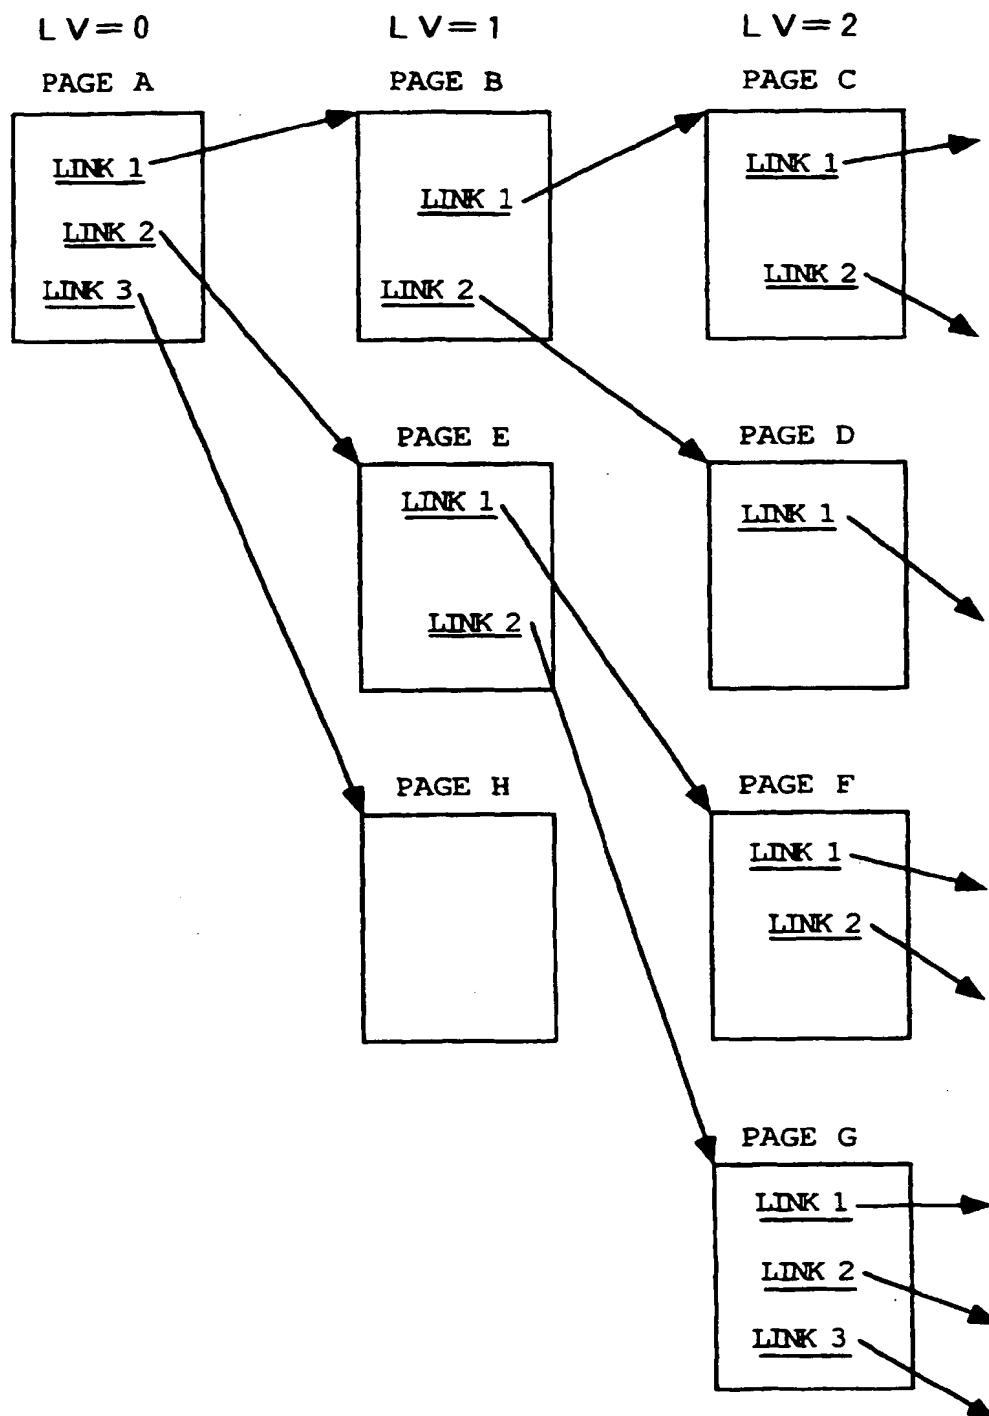 LV=0 LV=1 LV=2
PAGE A PAGE B PAGE C
LINK 1 LINK 1 LINK 1
LINK 2 LINK 2 LINK 2
LINK 3
PAGE E PAGE D
LINK 1 LINK 1
LINK 2
PAGE H PAGE F
LINK 1
LINK 2
PAGE G
LINK 1
LINK 2
LINK 3